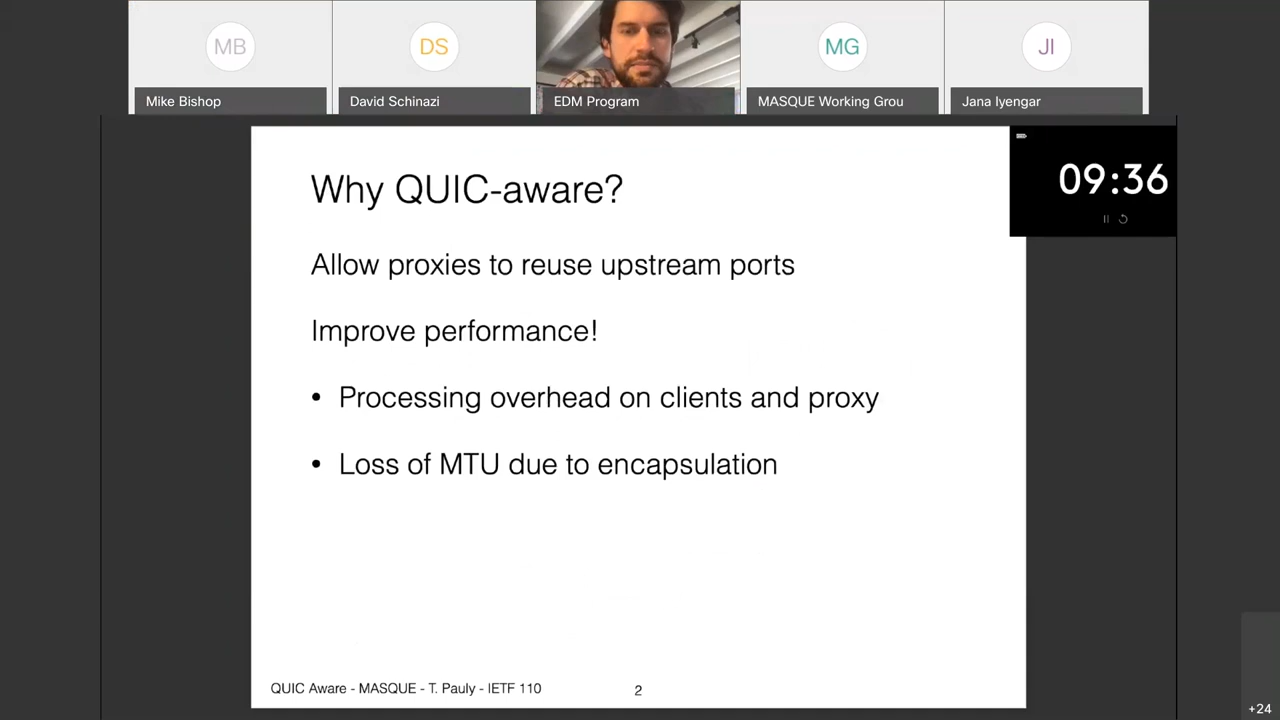 MB
DS
MG
JI
Mike Bishop
David Schinazi
EDM Program
MASQUE Working Grou
Jana Iyengar
09:36
Why QUIC-aware?
Allow proxies to reuse upstream ports
Improve performance!
• Processing overhead on clients and proxy
• Loss of MTU due to encapsulation
QUIC Aware - MASQUE - T. Pauly - IETF 110
2
+24